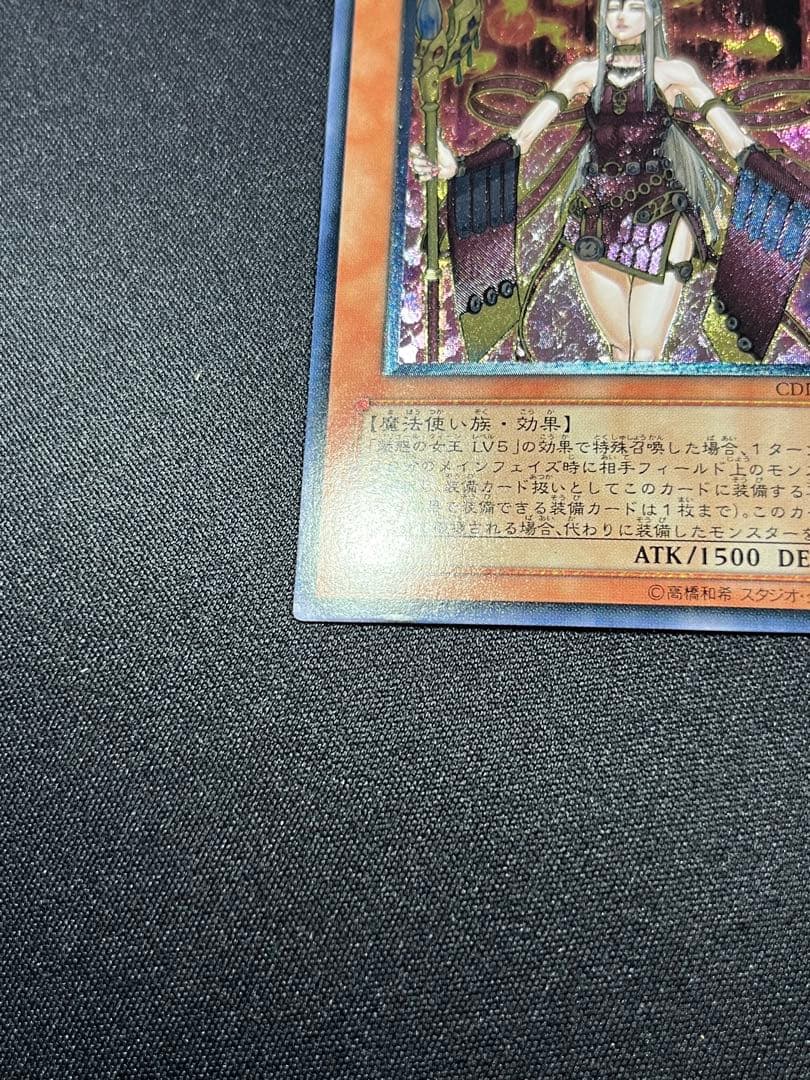 CDI
【魔法使い族・効果】
「魅惑の女王 LV5」の効果で特殊召喚した場合、1ター
分のメインフェイズ時に相手フィールド上のモン
装備カード扱いとしてこのカードに装備する
で装備できる装備カードは1枚まで)。このカー
される場合、代わりに装備したモンスターを
ATK/1500 DE
©高橋和希 スタジオ・